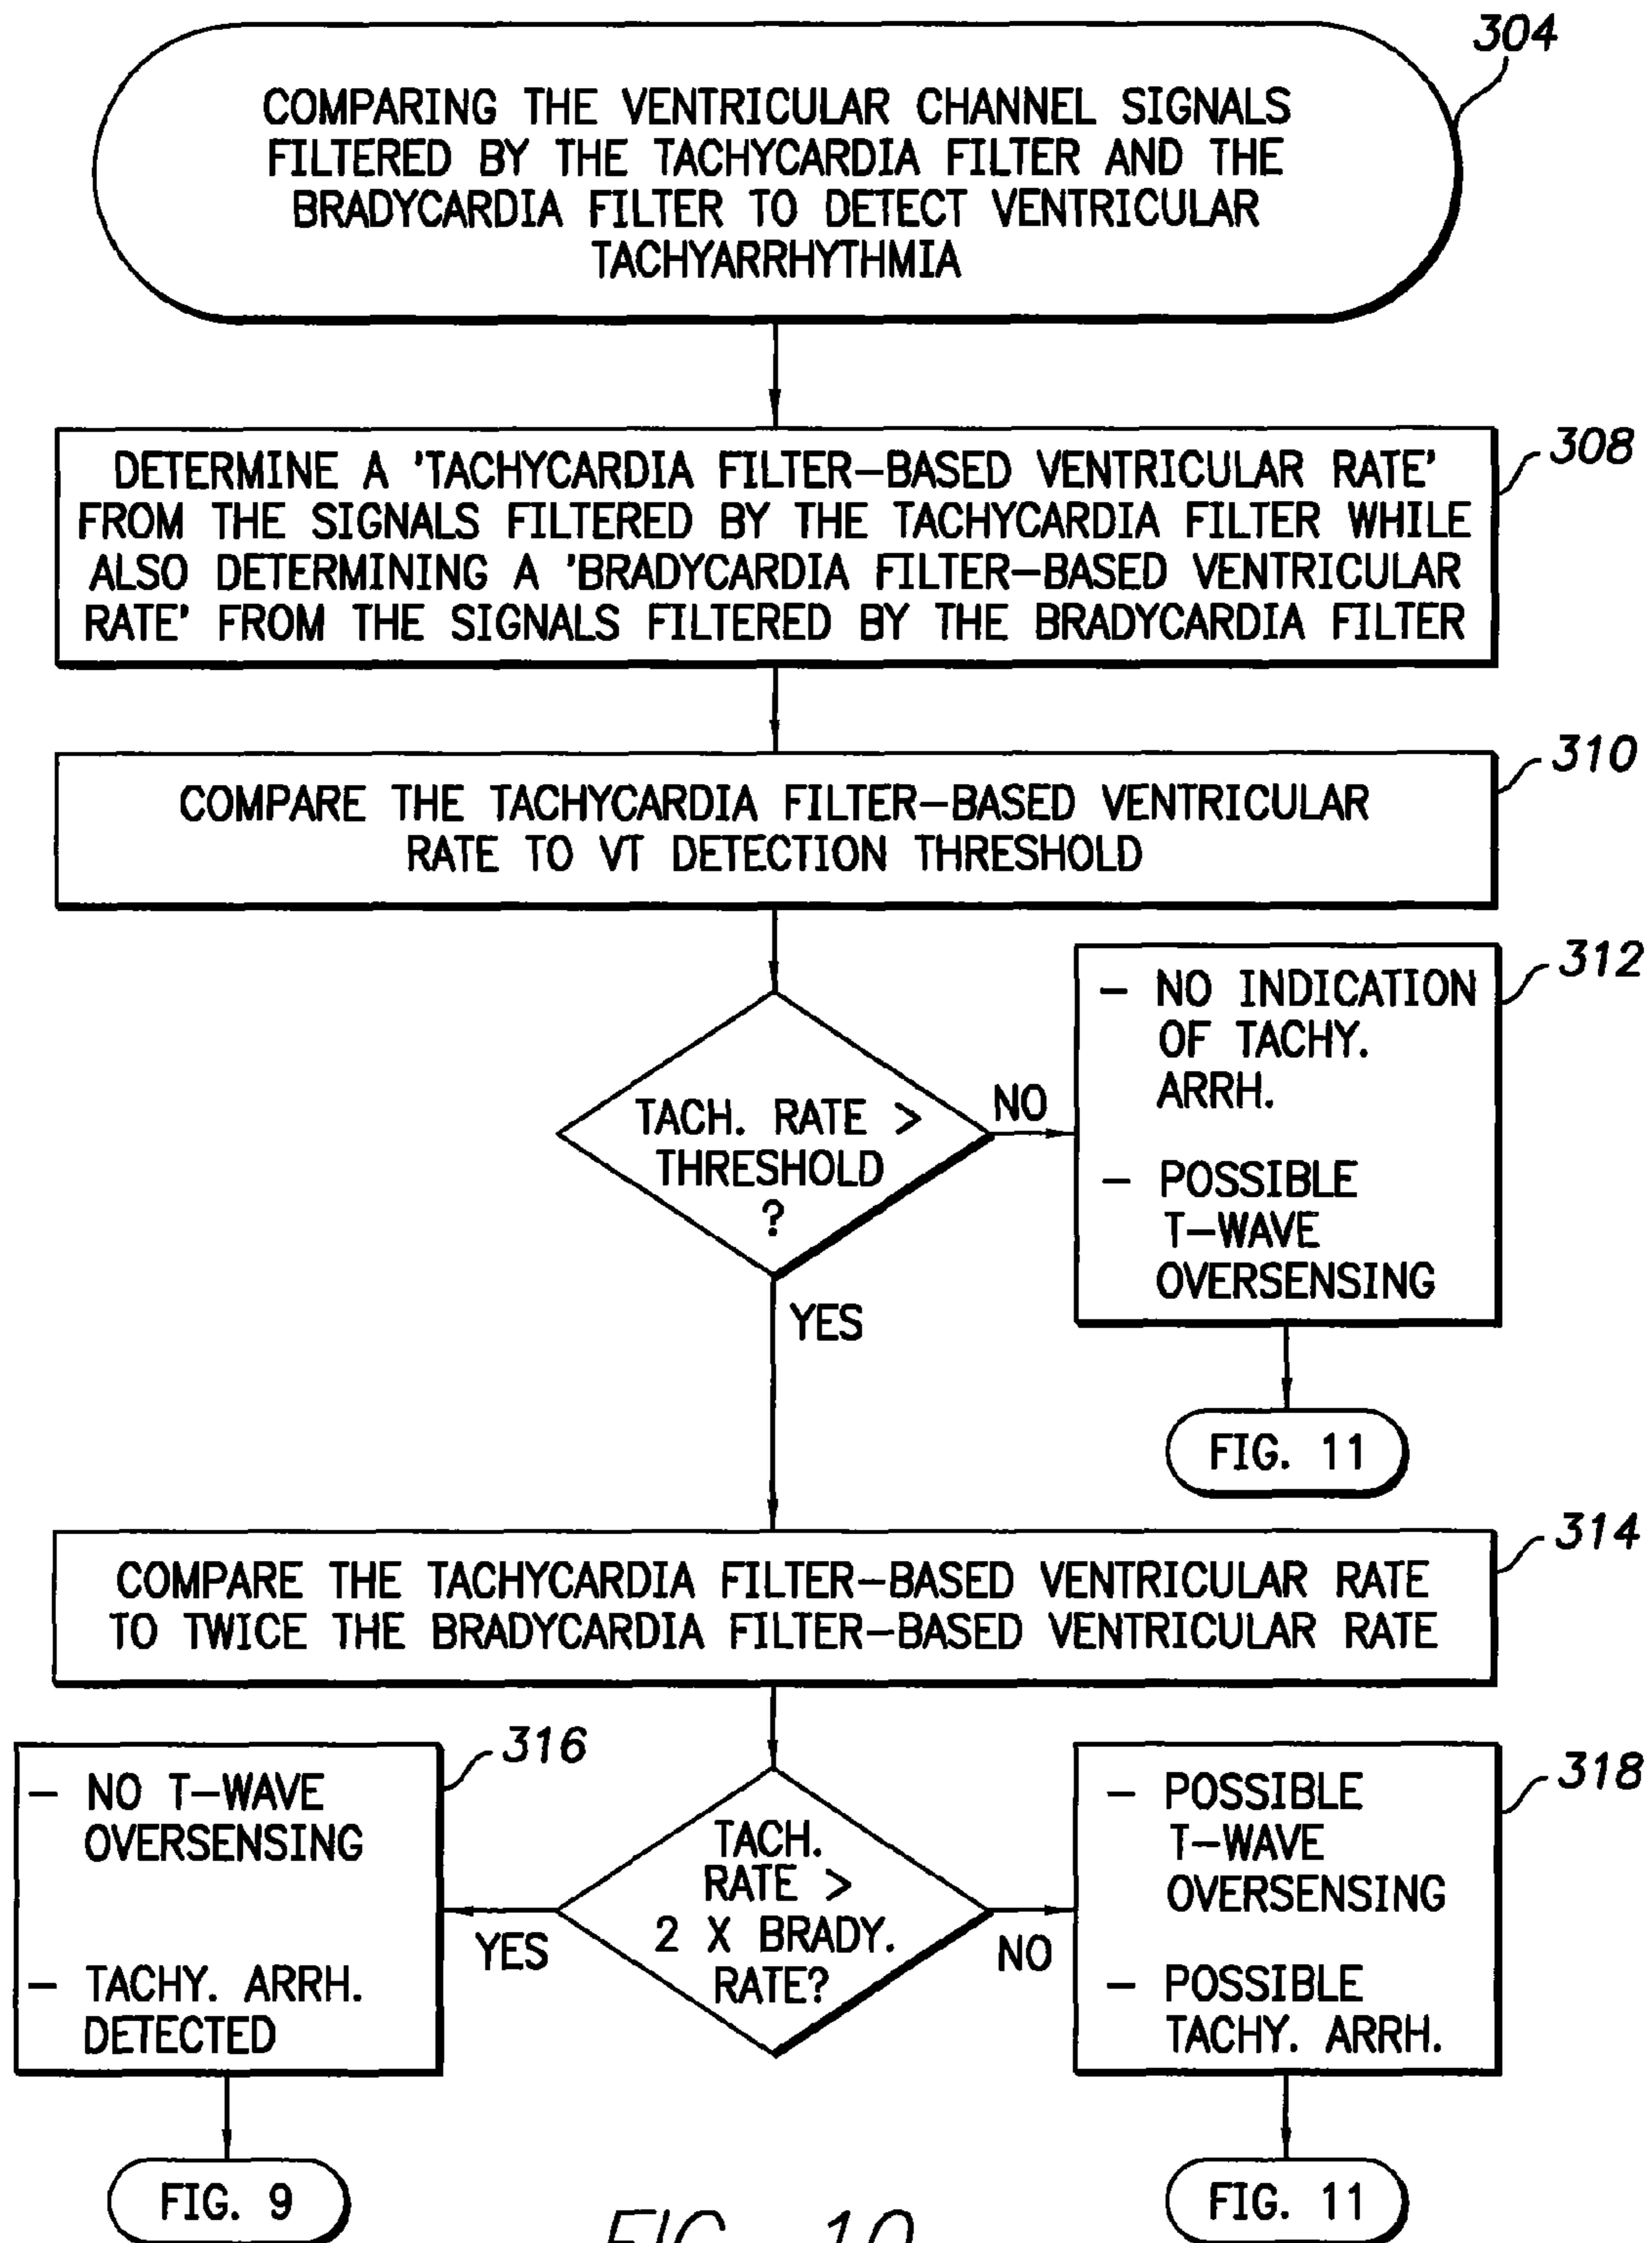 304
COMPARING THE VENTRICULAR CHANNEL SIGNALS
FILTERED BY THE TACHYCARDIA FILTER AND THE
BRADYCARDIA FILTER TO DETECT VENTRICULAR
TACHYARRHYTHMIA
308
DETERMINE A 'TACHYCARDIA FILTER-BASED VENTRICULAR RATE'
FROM THE SIGNALS FILTERED BY THE TACHYCARDIA FILTER WHILE
ALSO DETERMINING A 'BRADYCARDIA FILTER-BASED VENTRICULAR
RATE' FROM THE SIGNALS FILTERED BY THE BRADYCARDIA FILTER
310
COMPARE THE TACHYCARDIA FILTER-BASED VENTRICULAR
RATE TO VT DETECTION THRESHOLD
TACH. RATE >
THRESHOLD
?
NO
YES
312
- NO INDICATION
OF TACHY.
ARRH.
- POSSIBLE
T-WAVE
OVERSENSING
FIG. 11
314
COMPARE THE TACHYCARDIA FILTER-BASED VENTRICULAR RATE
TO TWICE THE BRADYCARDIA FILTER-BASED VENTRICULAR RATE
316
- NO T-WAVE
OVERSENSING
- TACHY. ARRH.
DETECTED
FIG. 9
YES
TACH.
RATE >
2 X BRADY.
RATE?
NO
318
- POSSIBLE
T-WAVE
OVERSENSING
- POSSIBLE
TACHY. ARRH.
FIG. 11
FIG. 10